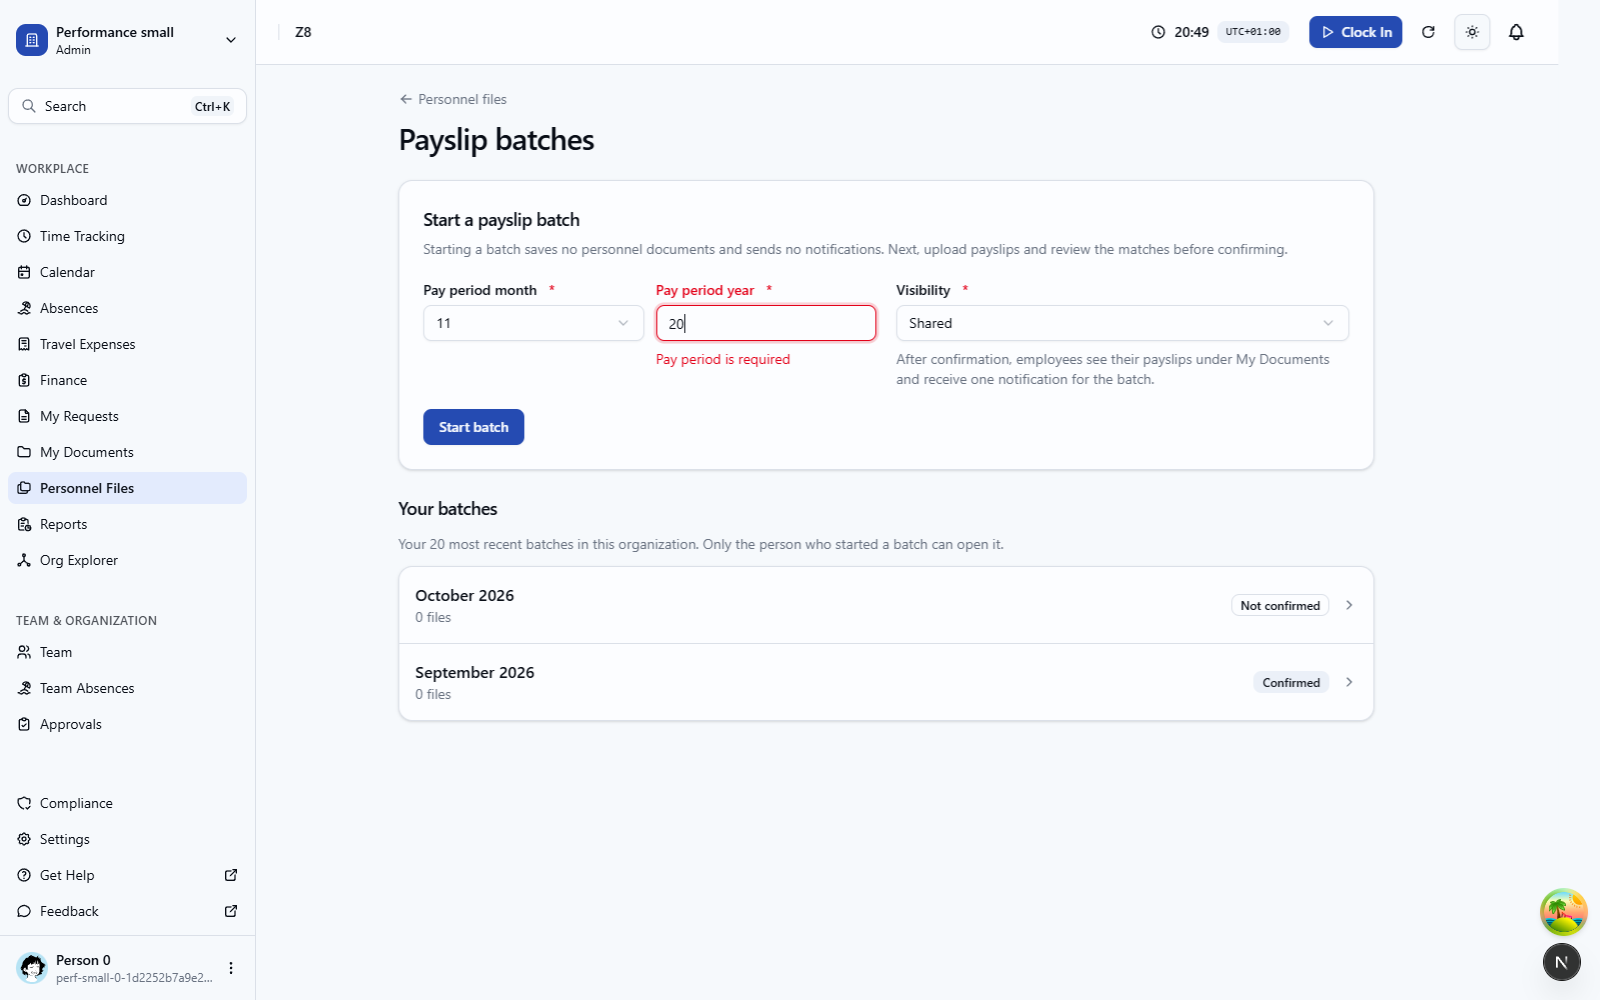 Performance small
Admin
Search
Ctrl+K
WORKPLACE
Dashboard
Time Tracking
Calendar
Absences
Travel Expenses
Finance
My Requests
My Documents
Personnel Files
Reports
Org Explorer
TEAM & ORGANIZATION
Team
Team Absences
Approvals
Compliance
Settings
Get Help
Feedback
Person 0
perf-small-0-1d2252b7a9e2...
Z8
20:49
UTC+01:00
Clock In
Personnel files
Payslip batches
Start a payslip batch
Starting a batch saves no personnel documents and sends no notifications. Next, upload payslips and review the matches before confirming.
Pay period month *
11
Pay period year *
20
Pay period is required
Visibility *
Shared
After confirmation, employees see their payslips under My Documents
and receive one notification for the batch.
Start batch
Your batches
Your 20 most recent batches in this organization. Only the person who started a batch can open it.
October 2026
0 files
Not confirmed
September 2026
0 files
Confirmed
N